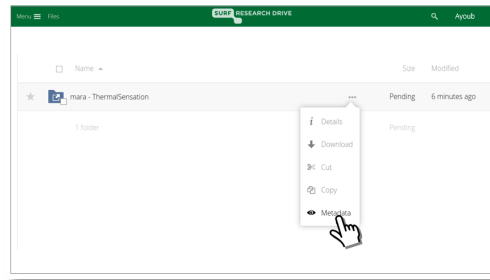 Menu Files SURF RESEARCH DRIVE Ayoub
Name Size Modified
mara - ThermalSensation ... Pending 6 minutes ago
1 folder Pending
Details
Download
Cut
Copy
Metadata